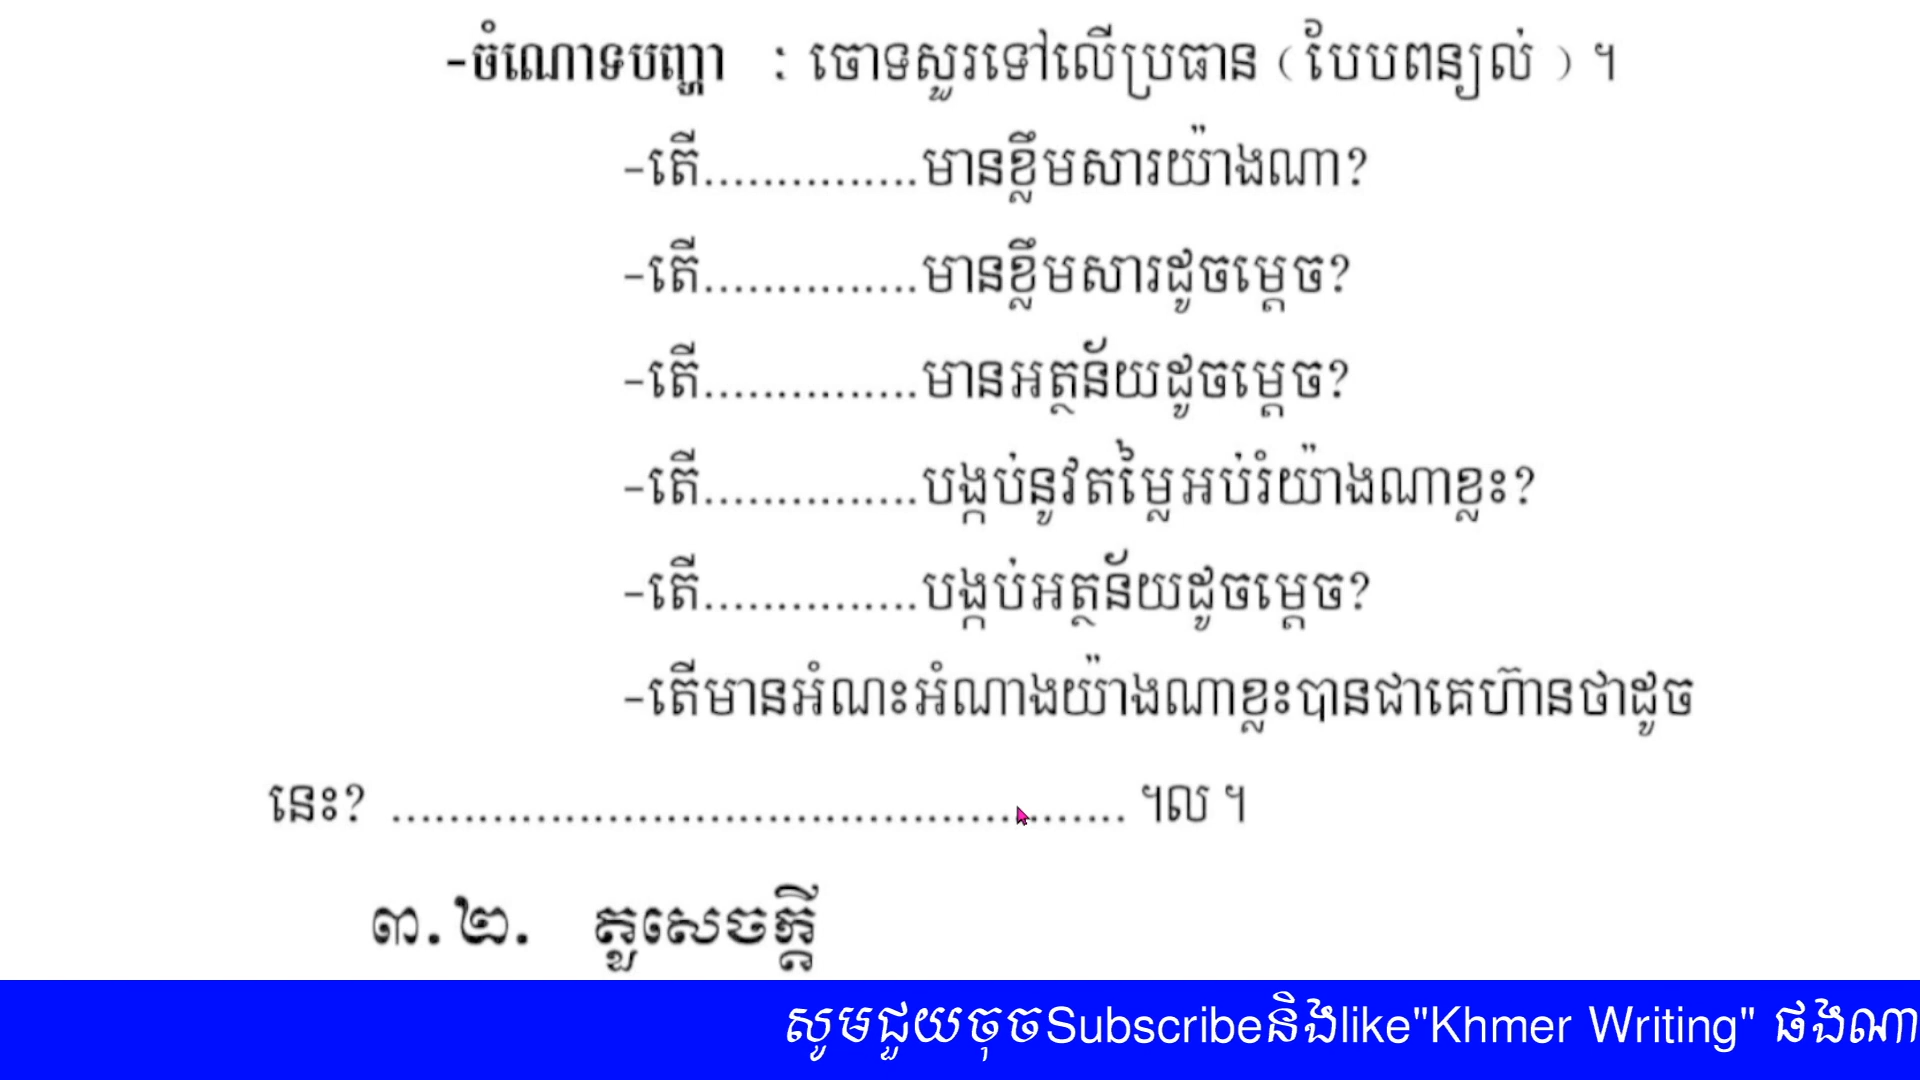 -ចំណោទបញ្ហា : ចោទសួរទៅលើប្រធាន ( បែបពន្យល់ ) ។
-តើ...............មានខ្លឹមសារយ៉ាងណា?
-តើ...............មានខ្លឹមសារដូចម្ដេច?
-តើ...............មានអត្ថន័យដូចម្ដេច?
-តើ...............បង្កប់នូវតម្លៃអប់រំយ៉ាងណាខ្លះ?
-តើ...............បង្កប់អត្ថន័យដូចម្ដេច?
-តើមានអំណះអំណាងយ៉ាងណាខ្លះបានជាគេហ៊ានថាដូច
នេះ? ................................................... ។ល។
៣.២. តួសេចក្ដី
សូមជួយចុចSubscribeនិងlike"Khmer Writing" ផងណា